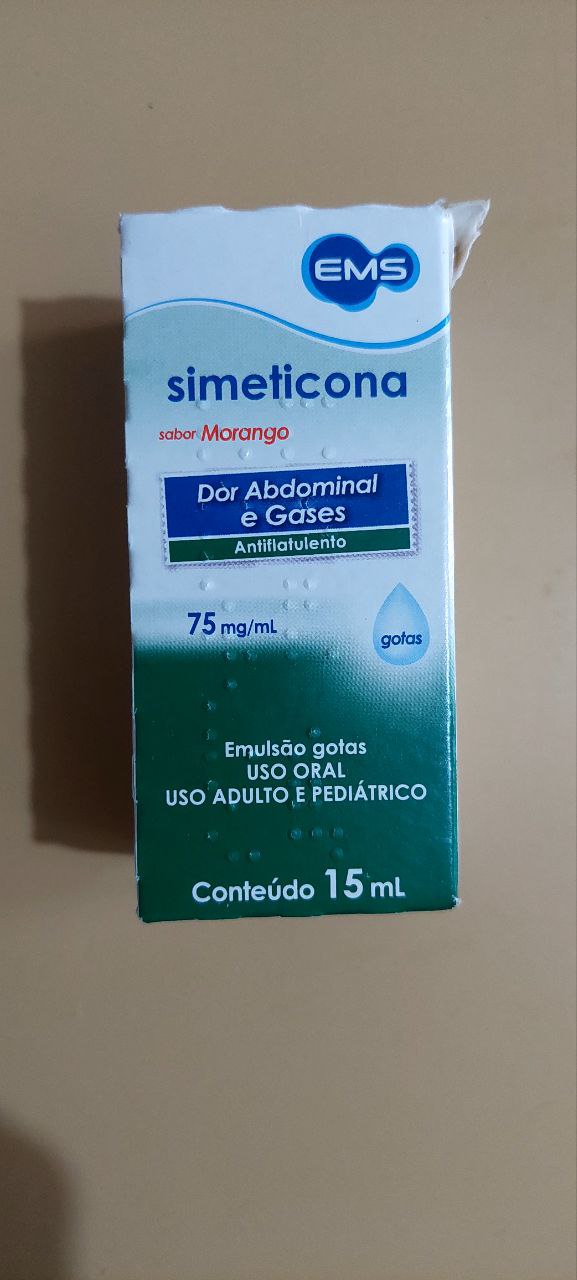 EMS
simeticona
sabor Morango
Dor Abdominal
e Gases
Antiflatulento
75 mg/mL
gotas
Emulsão gotas
USO ORAL
USO ADULTO E PEDIÁTRICO
Conteúdo 15 mL